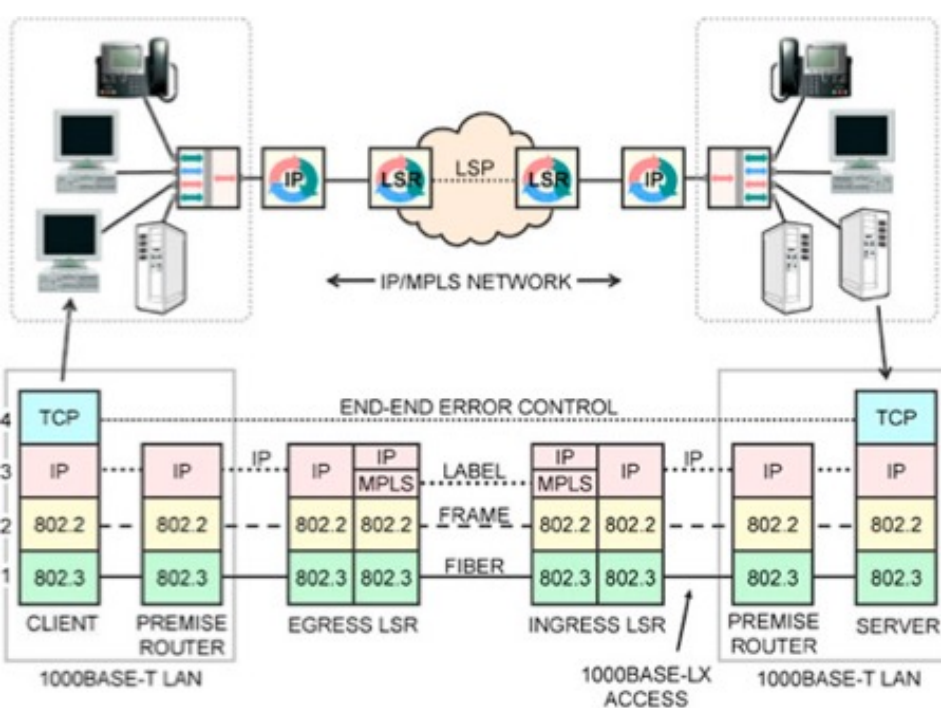 IP
LSR
LSP
LSR
IP
IP/MPLS NETWORK
4
TCP
END-END ERROR CONTROL
TCP
3
IP
IP
IP
IP
IP
MPLS
LABEL
IP
MPLS
IP
IP
IP
IP
2
802.2
802.2
802.2
802.2
FRAME
802.2
802.2
802.2
802.2
1
802.3
802.3
802.3
802.3
FIBER
802.3
802.3
802.3
802.3
CLIENT
PREMISE
ROUTER
EGRESS LSR
INGRESS LSR
PREMISE
ROUTER
SERVER
1000BASE-T LAN
1000BASE-LX
ACCESS
1000BASE-T LAN